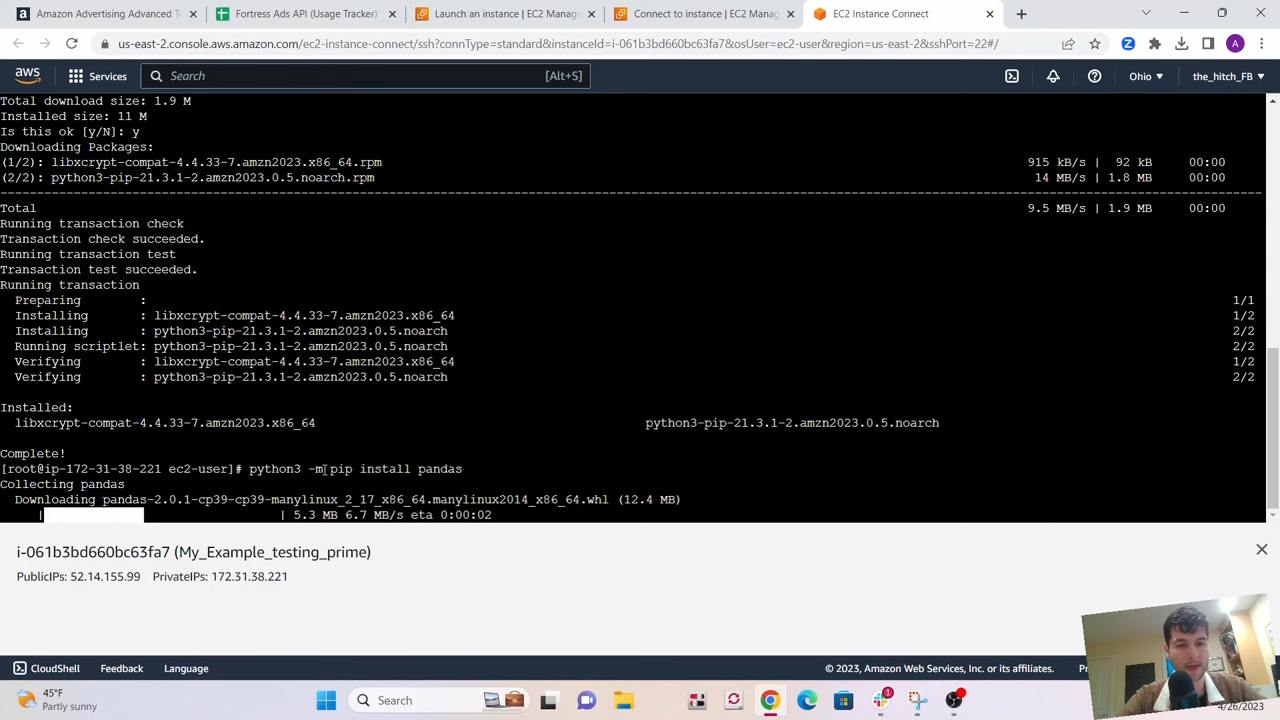 Amazon Advertising Advanced T
Fortress Ads API (Usage Tracker)
Launch an instance | EC2 Manage
Connect to instance | EC2 Manag
EC2 Instance Connect
us-east-2.console.aws.amazon.com/ec2-instance-connect/ssh?connType=standard&instanceId=i-061b3bd660bc63fa7&osUser=ec2-user&region=us-east-2&sshPort=22#/
A
aws
Services
Search
[Alt+S]
Ohio
the_hitch_FB
Total download size: 1.9 M
Installed size: 11 M
Is this ok [y/N]: y
Downloading Packages:
(1/2): libxcrypt-compat-4.4.33-7.amzn2023.x86_64.rpm 915 kB/s | 92 kB 00:00
(2/2): python3-pip-21.3.1-2.amzn2023.0.5.noarch.rpm 14 MB/s | 1.8 MB 00:00
Total 9.5 MB/s | 1.9 MB 00:00
Running transaction check
Transaction check succeeded.
Running transaction test
Transaction test succeeded.
Running transaction
Preparing : 1/1
Installing : libxcrypt-compat-4.4.33-7.amzn2023.x86_64 1/2
Installing : python3-pip-21.3.1-2.amzn2023.0.5.noarch 2/2
Running scriptlet: python3-pip-21.3.1-2.amzn2023.0.5.noarch 2/2
Verifying : libxcrypt-compat-4.4.33-7.amzn2023.x86_64 1/2
Verifying : python3-pip-21.3.1-2.amzn2023.0.5.noarch 2/2
Installed:
libxcrypt-compat-4.4.33-7.amzn2023.x86_64 python3-pip-21.3.1-2.amzn2023.0.5.noarch
Complete!
[root@ip-172-31-38-221 ec2-user]# python3 -m pip install pandas
Collecting pandas
Downloading pandas-2.0.1-cp39-cp39-manylinux_2_17_x86_64.manylinux2014_x86_64.whl (12.4 MB)
| | 5.3 MB 6.7 MB/s eta 0:00:02
i-061b3bd660bc63fa7 (My_Example_testing_prime)
PublicIPs: 52.14.155.99 PrivateIPs: 172.31.38.221
CloudShell
Feedback
Language
© 2023, Amazon Web Services, Inc. or its affiliates.
45°F
Partly sunny
Search
1
4/26/2023